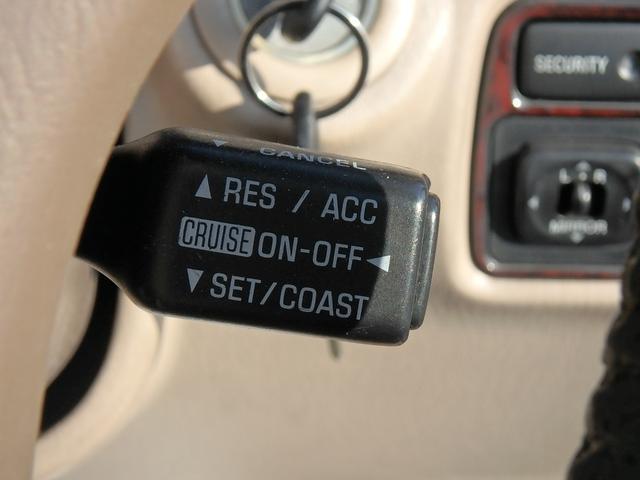 SECURITY
CANCEL
RES / ACC
L R
CRUISE ON-OFF
MIRROR
SET/COAST